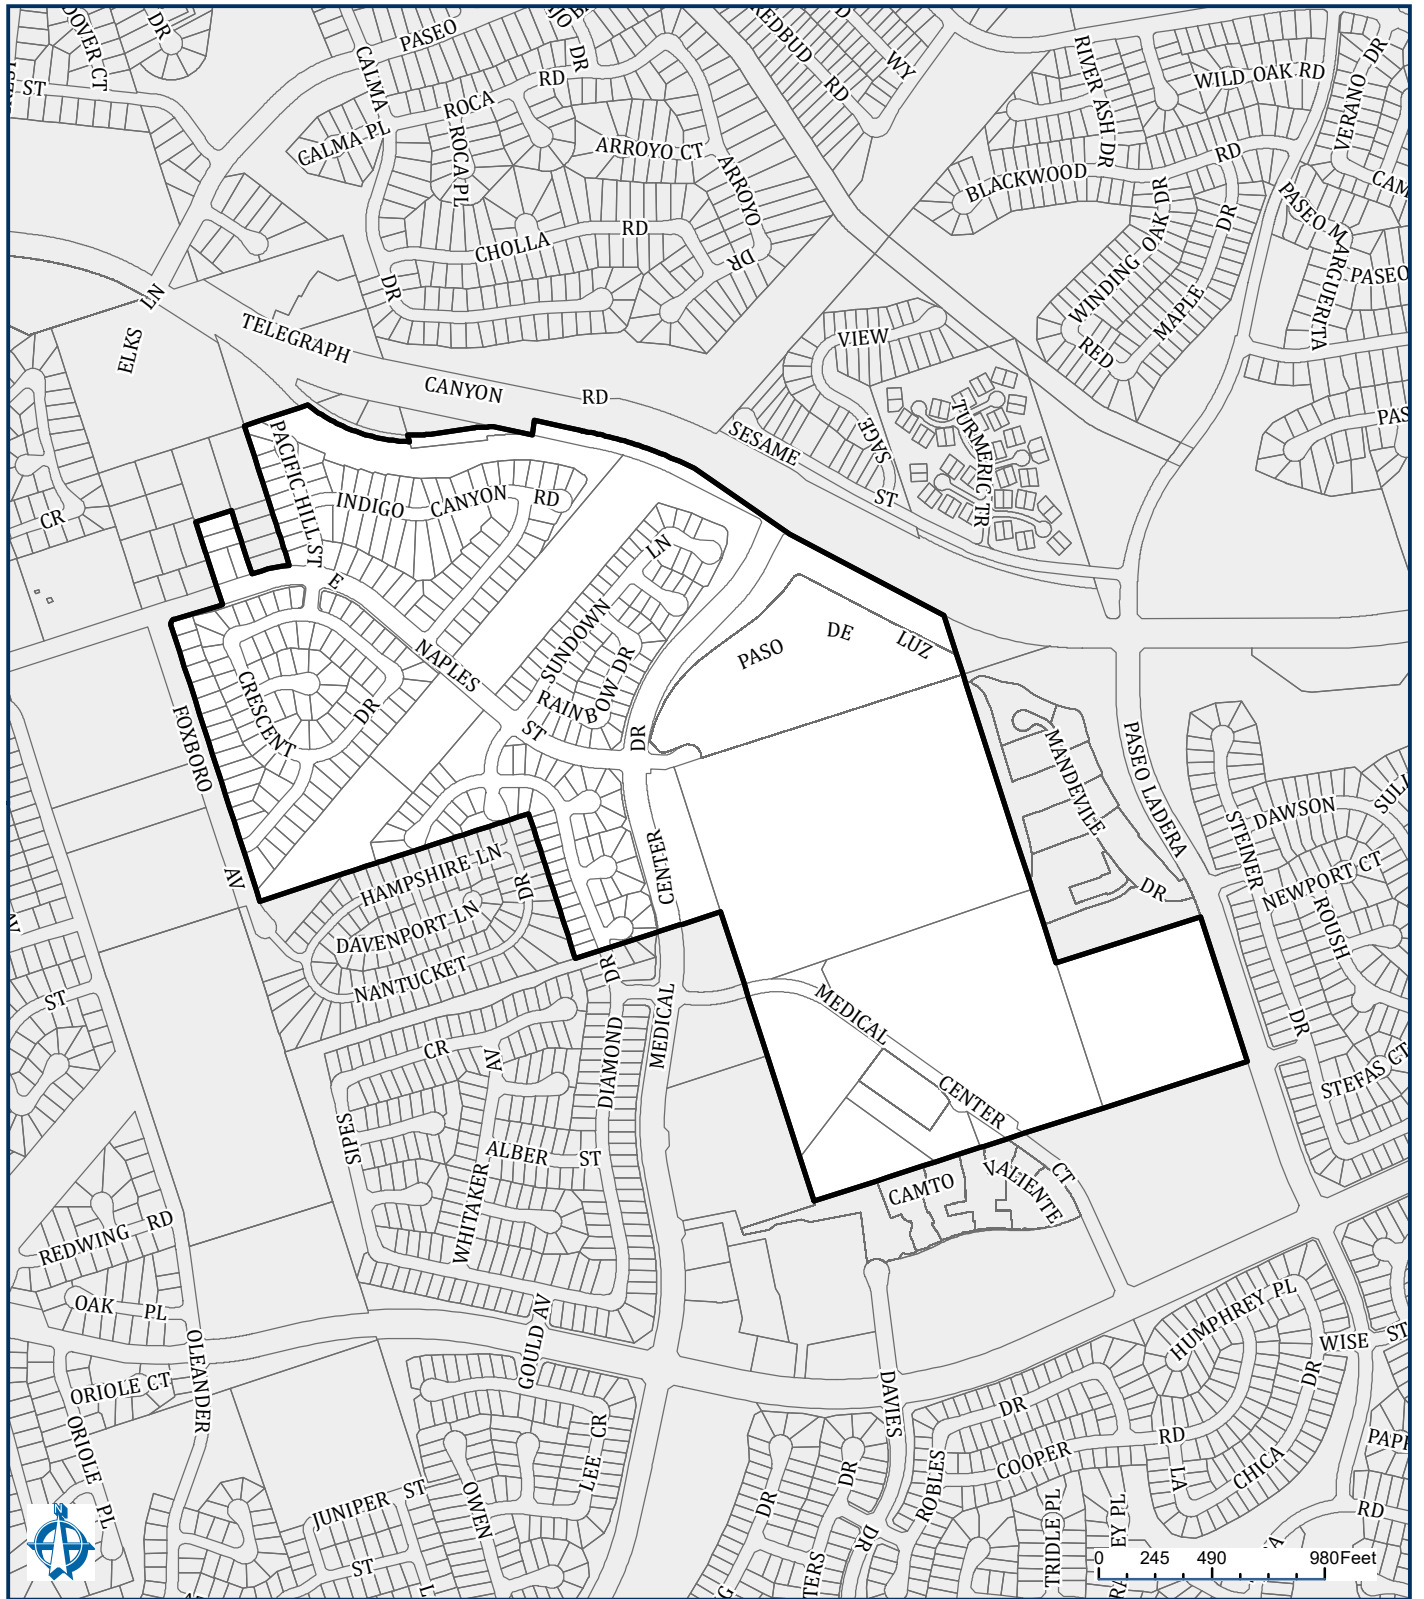 DOVER CT
DR
ST
CALMA
PASEO
DR
REDBUD RD
WY
RIVER ASH DR
WILD OAK RD
VERANO DR
CALMA PL
ROCA RD
ROCA PL
ARROYO CT
ARROYO
DR
BLACKWOOD RD
WINDING OAK DR
RED MAPLE DR
PASEO MARGUERITA
PASEO
CHOLLA RD
DR
ELKS LN
TELEGRAPH CANYON RD
VIEW
SAGE
SESAME ST
TURMERIC TR
CR
PACIFIC HILL ST
INDIGO CANYON RD
E NAPLES ST
SUNDOWN LN
RAINBOW DR
PASO DE LUZ
CRESCENT DR
FOXBORO AV
DR
CENTER
MEDICAL
MANDEVILE DR
PASEO LADERA
STEINER DR
DAWSON
NEWPORT CT
ROUSH
STEFAS CT
HAMPSHIRE LN
DAVENPORT LN
NANTUCKET DR
AV
ST
CR
SIPES
AV
WHITAKER
DR
DIAMOND
ALBER ST
MEDICAL CENTER CT
CAMTO VALIENTE
REDWING RD
OAK PL
OLEANDER
ORIOLE CT
ORIOLE PL
GOULD AV
LEE CR
OWEN
JUNIPER ST
ST
DAVIES
DR
DR
DR
ROBLES
COOPER RD
DR
HUMPHREY PL
WISE ST
LA CHICA DR
TRIDLE PL
RD
N
0 245 490 980 Feet